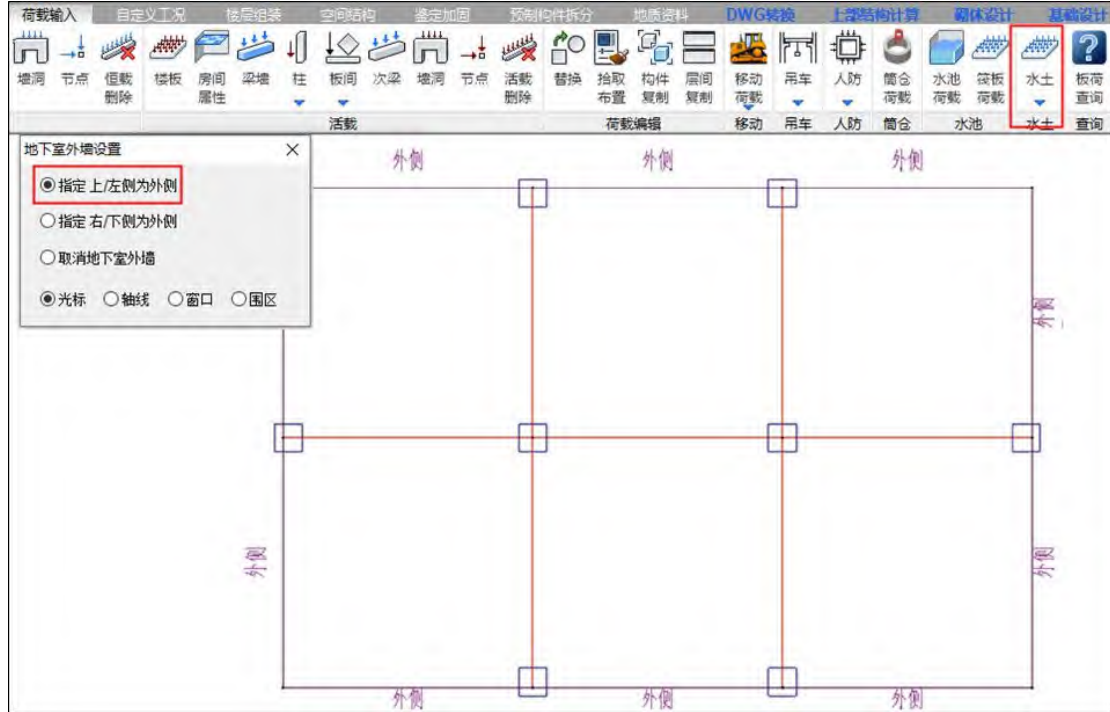 荷载输入 自定义工况 楼层组装 空间结构 鉴定加固 预制构件拆分 地质资料 DWG转换 上部结构计算 砌体设计 基础设计
墙洞 节点 恒载删除 楼板 房间属性 梁墙 柱 板间 次梁 墙洞 节点 活载删除 替换 拾取布置 构件复制 层间复制 移动荷载 吊车 人防 筒仓荷载 水池荷载 筏板荷载 水土 板荷查询
活载 荷载编辑 移动 吊车 人防 筒仓 水池 水土 查询
地下室外墙设置
指定 上/左侧为外侧
指定 右/下侧为外侧
取消地下室外墙
光标 轴线 窗口 围区
外侧 外侧 外侧
外侧
外侧 外侧
外侧 外侧 外侧